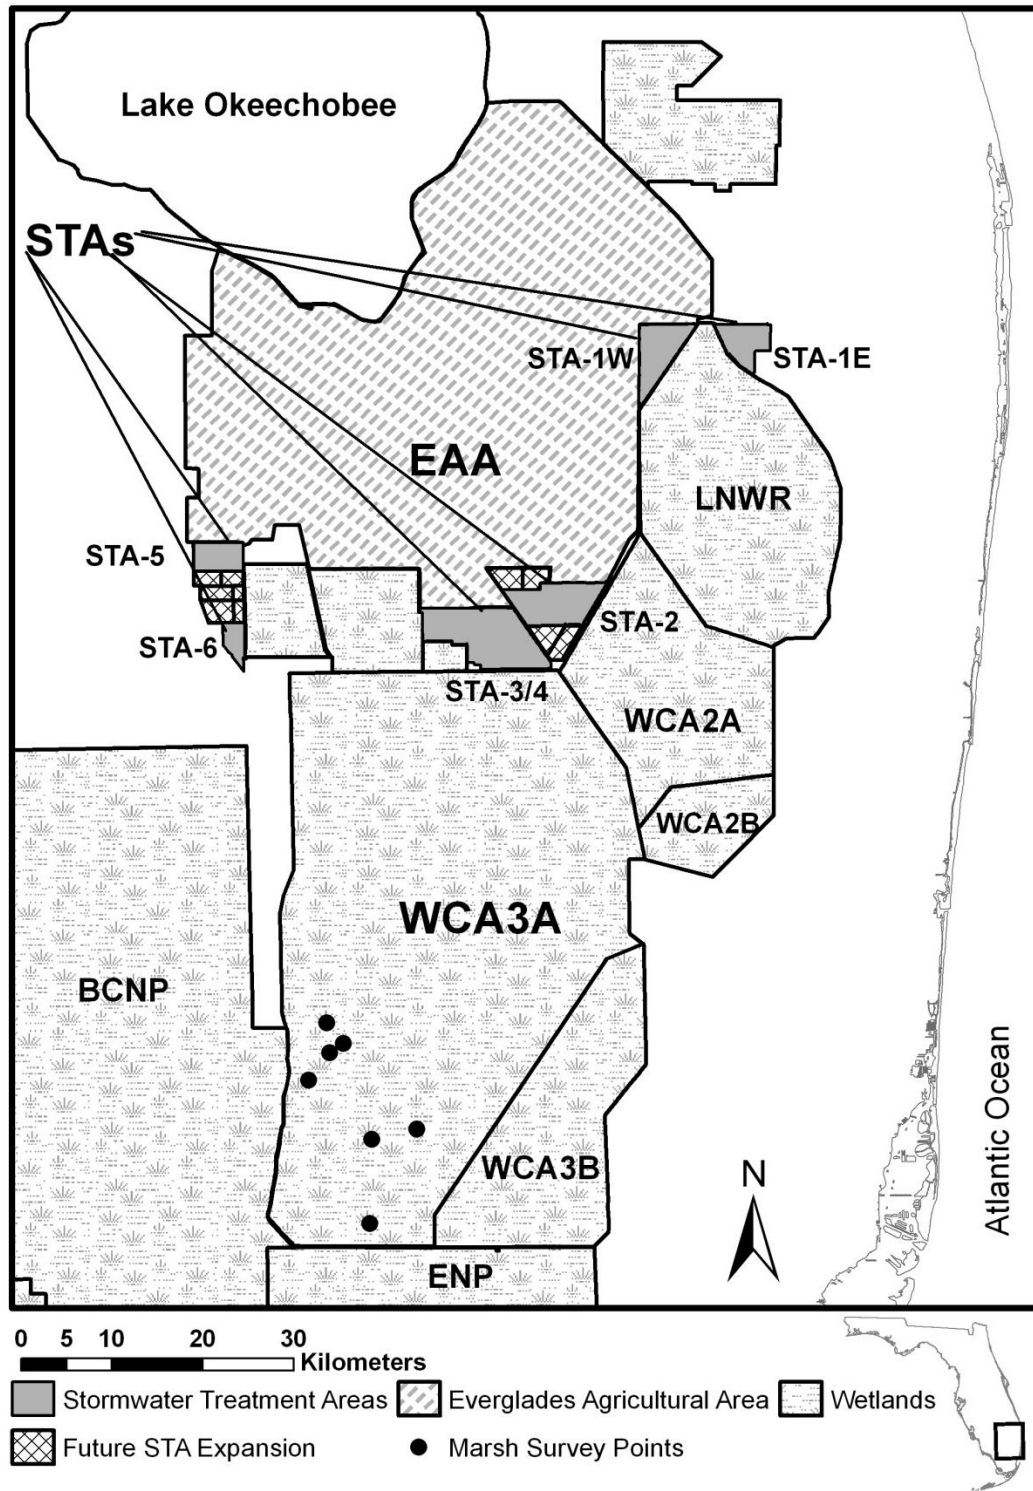 Lake Okeechobee
STAs
STA-1W
STA-1E
EAA
LNWR
STA-5
STA-2
STA-6
STA-3/4
WCA2A
WCA2B
WCA3A
BCNP
WCA3B
N
Atlantic Ocean
ENP
0 5 10 20 30
Kilometers
Stormwater Treatment Areas Everglades Agricultural Area Wetlands
Future STA Expansion Marsh Survey Points